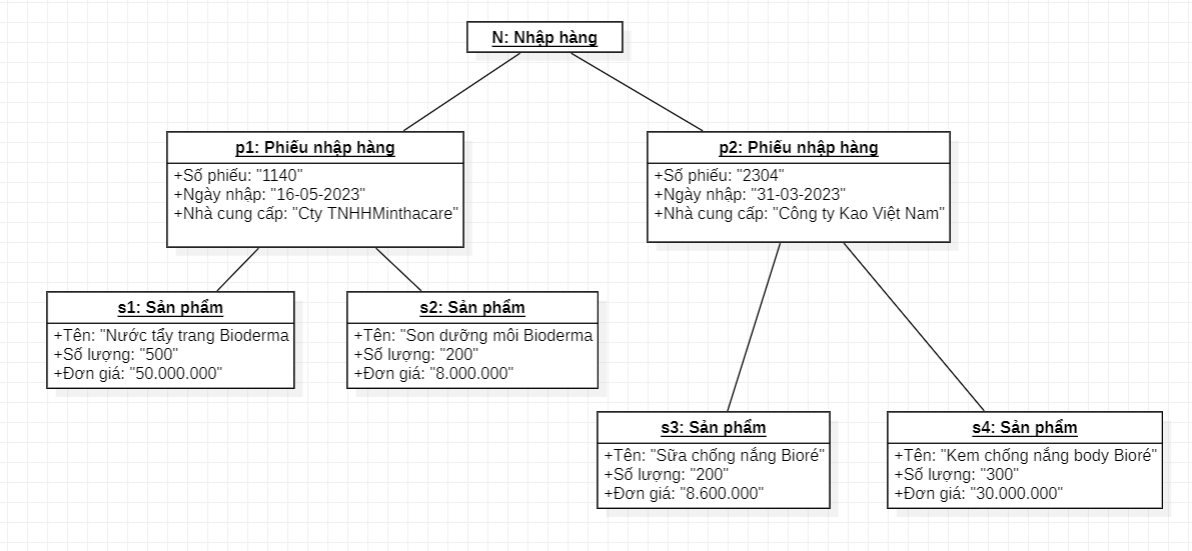 N: Nhập hàng
p1: Phiếu nhập hàng
+Số phiếu: "1140"
+Ngày nhập: "16-05-2023"
+Nhà cung cấp: "Cty TNHHMinthacare"
p2: Phiếu nhập hàng
+Số phiếu: "2304"
+Ngày nhập: "31-03-2023"
+Nhà cung cấp: "Công ty Kao Việt Nam"
s1: Sản phẩm
+Tên: "Nước tẩy trang Bioderma
+Số lượng: "500"
+Đơn giá: "50.000.000"
s2: Sản phẩm
+Tên: "Son dưỡng môi Bioderma
+Số lượng: "200"
+Đơn giá: "8.000.000"
s3: Sản phẩm
+Tên: "Sữa chống nắng Bioré"
+Số lượng: "200"
+Đơn giá: "8.600.000"
s4: Sản phẩm
+Tên: "Kem chống nắng body Bioré"
+Số lượng: "300"
+Đơn giá: "30.000.000"